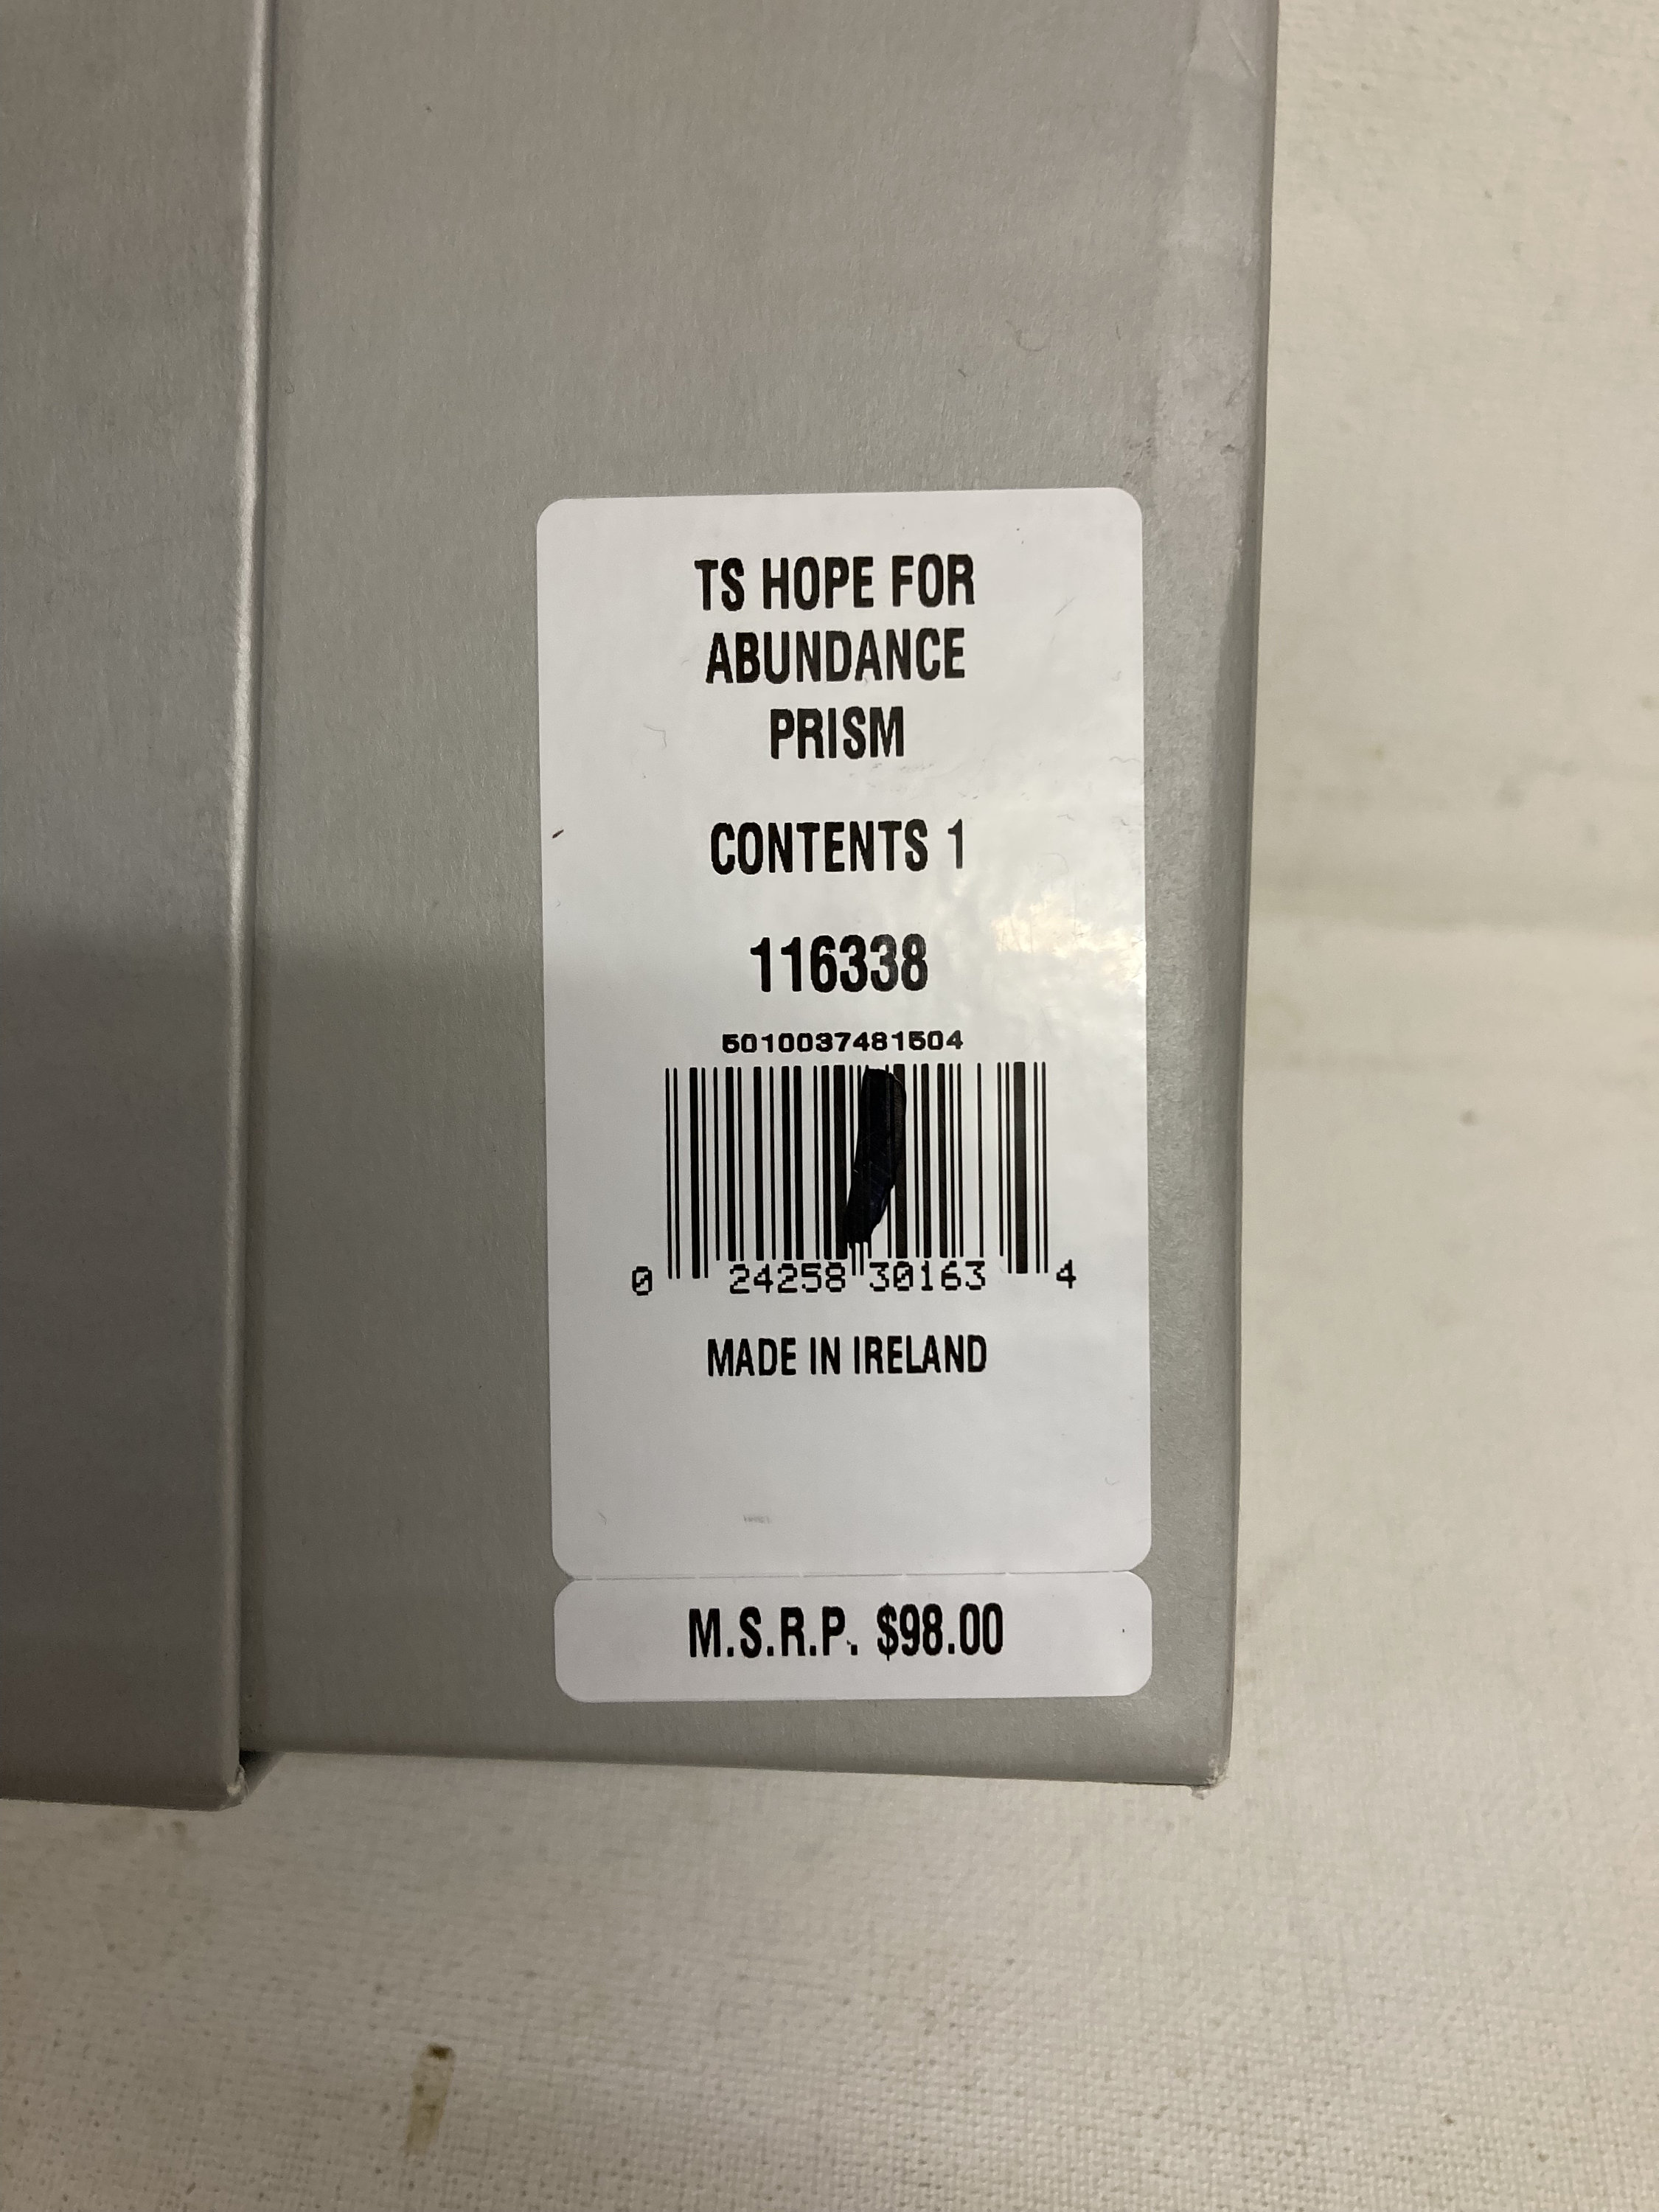 TS HOPE FOR
ABUNDANCE
PRISM
CONTENTS 1
116338
5010037481504
0 24258 30163 4
MADE IN IRELAND
M.S.R.P. $98.00